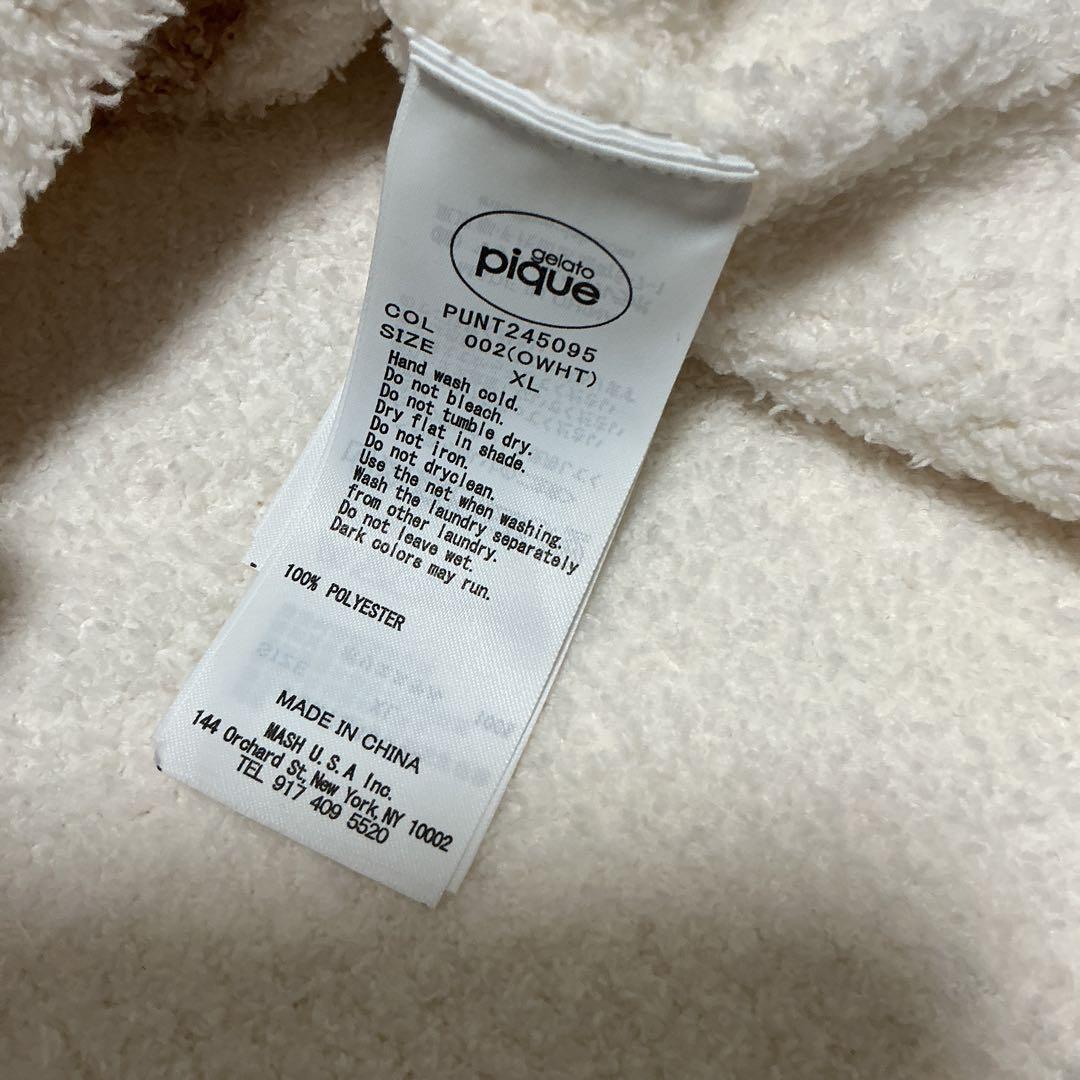 gelato
pique
PUNT245095
COL 002(OWHT)
SIZE XL
Hand wash cold.
Do not bleach.
Do not tumble dry.
Dry flat in shade.
Do not iron.
Do not dryclean.
Use the net when washing.
Wash the laundry separately
from other laundry.
Do not leave wet.
Dark colors may run.
100% POLYESTER
MADE IN CHINA
MASH U.S.A Inc.
144 Orchard St, New York, NY 10002
TEL 917 409 5520